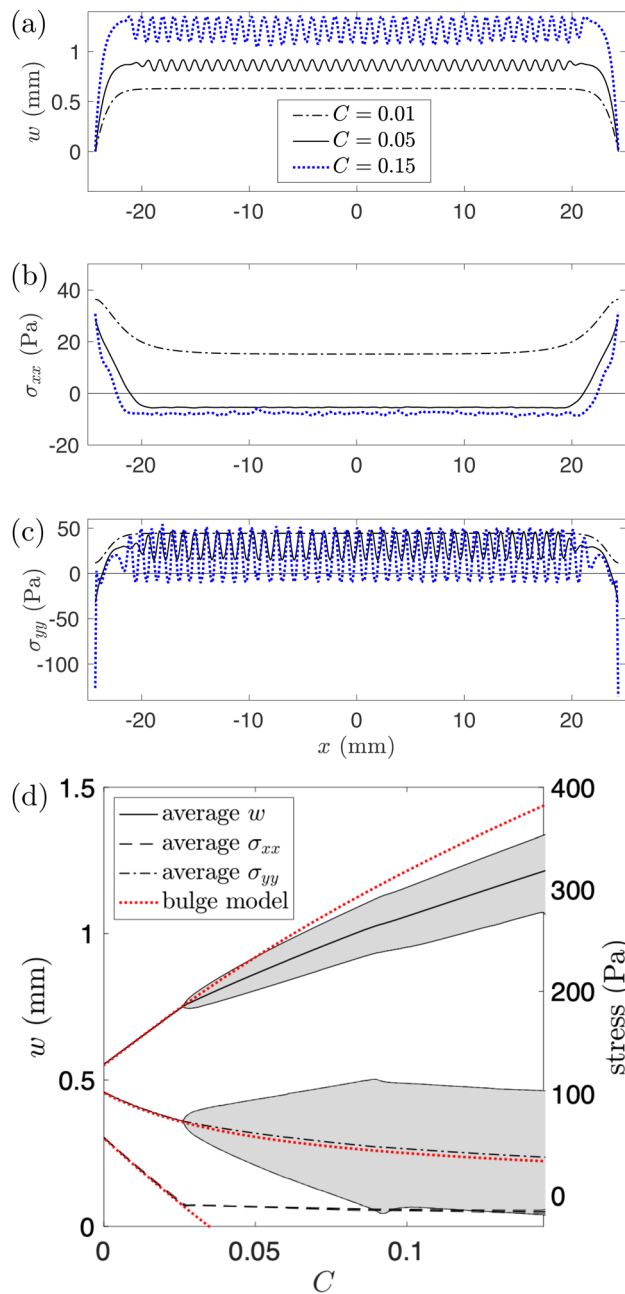 (a)
1
0.5
0
w (mm)
C = 0.01
C = 0.05
C = 0.15
-20 -10 0 10 20
(b)
40
20
0
-20
σxx (Pa)
-20 -10 0 10 20
(c)
50
0
-50
-100
σyy (Pa)
-20 -10 0 10 20
x (mm)
(d)
1.5
1
0.5
0
w (mm)
average w
average σxx
average σyy
bulge model
400
300
200
100
0
stress (Pa)
0 0.05 0.1
C